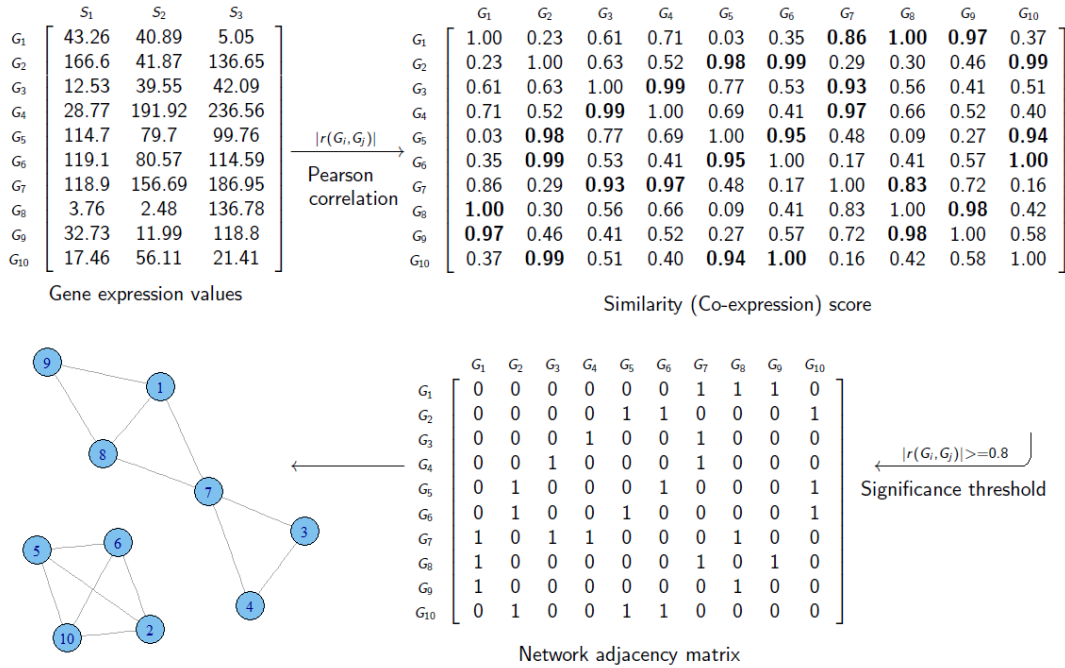 S1 S2 S3
G1 43.26 40.89 5.05
G2 166.6 41.87 136.65
G3 12.53 39.55 42.09
G4 28.77 191.92 236.56
G5 114.7 79.7 99.76
G6 119.1 80.57 114.59
G7 118.9 156.69 186.95
G8 3.76 2.48 136.78
G9 32.73 11.99 118.8
G10 17.46 56.11 21.41
Gene expression values
|r(Gi,Gj)|
Pearson
correlation
G1 G2 G3 G4 G5 G6 G7 G8 G9 G10
G1 1.00 0.23 0.61 0.71 0.03 0.35 0.86 1.00 0.97 0.37
G2 0.23 1.00 0.63 0.52 0.98 0.99 0.29 0.30 0.46 0.99
G3 0.61 0.63 1.00 0.99 0.77 0.53 0.93 0.56 0.41 0.51
G4 0.71 0.52 0.99 1.00 0.69 0.41 0.97 0.66 0.52 0.40
G5 0.03 0.98 0.77 0.69 1.00 0.95 0.48 0.09 0.27 0.94
G6 0.35 0.99 0.53 0.41 0.95 1.00 0.17 0.41 0.57 1.00
G7 0.86 0.29 0.93 0.97 0.48 0.17 1.00 0.83 0.72 0.16
G8 1.00 0.30 0.56 0.66 0.09 0.41 0.83 1.00 0.98 0.42
G9 0.97 0.46 0.41 0.52 0.27 0.57 0.72 0.98 1.00 0.58
G10 0.37 0.99 0.51 0.40 0.94 1.00 0.16 0.42 0.58 1.00
Similarity (Co-expression) score
|r(Gi,Gj)|>=0.8
Significance threshold
G1 G2 G3 G4 G5 G6 G7 G8 G9 G10
G1 0 0 0 0 0 0 1 1 1 0
G2 0 0 0 0 1 1 0 0 0 1
G3 0 0 0 1 0 0 1 0 0 0
G4 0 0 1 0 0 0 1 0 0 0
G5 0 1 0 0 0 1 0 0 0 1
G6 0 1 0 0 1 0 0 0 0 1
G7 1 0 1 1 0 0 0 1 0 0
G8 1 0 0 0 0 0 1 0 1 0
G9 1 0 0 0 0 0 0 1 0 0
G10 0 1 0 0 1 1 0 0 0 0
Network adjacency matrix
9
1
8
7
3
6
5
4
2
10